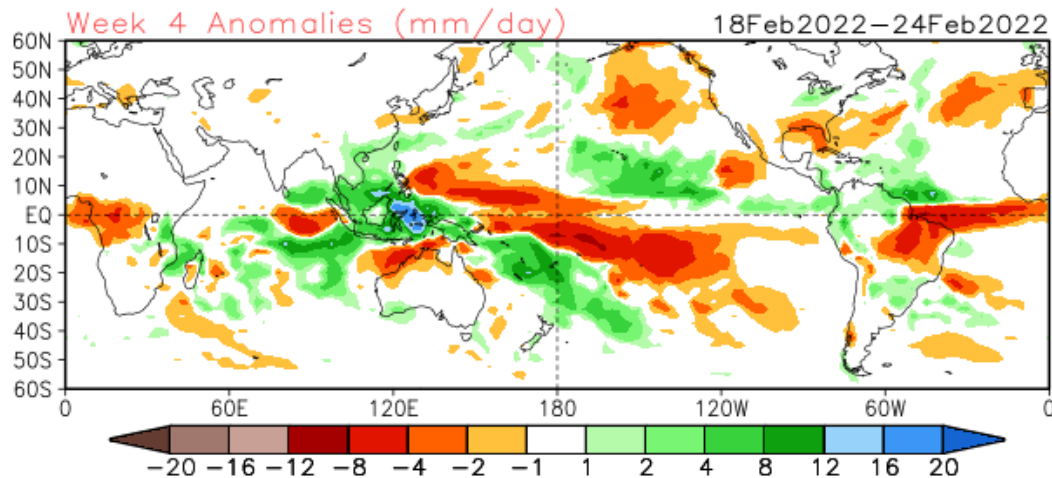 Week 4 Anomalies (mm/day) 18Feb2022−24Feb2022
60N
50N
40N
30N
20N
10N
EQ
10S
20S
30S
40S
50S
60S
0 60E 120E 180 120W 60W 0
−20 −16 −12 −8 −4 −2 −1 1 2 4 8 12 16 20